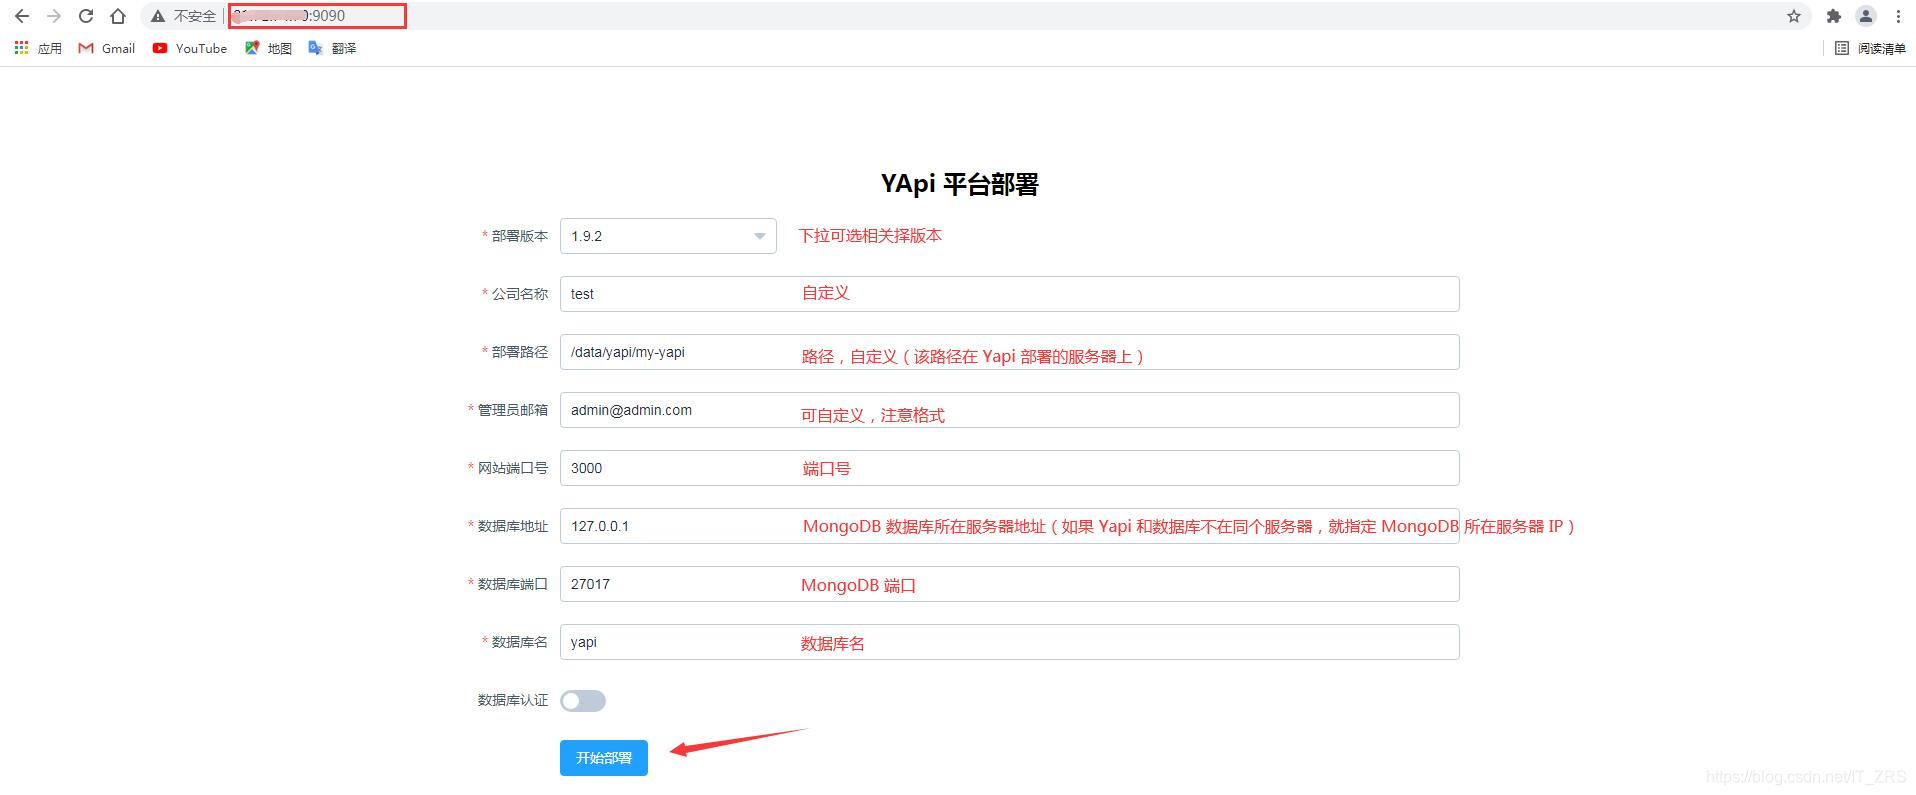 不安全 :9090
应用 Gmail YouTube 地图 翻译 阅读清单
YApi 平台部署
* 部署版本 1.9.2 下拉可选相关择版本
* 公司名称 test 自定义
* 部署路径 /data/yapi/my-yapi 路径，自定义（该路径在 Yapi 部署的服务器上）
* 管理员邮箱 admin@admin.com 可自定义，注意格式
* 网站端口号 3000 端口号
* 数据库地址 127.0.0.1 MongoDB 数据库所在服务器地址（如果 Yapi 和数据库不在同个服务器，就指定 MongoDB 所在服务器 IP）
* 数据库端口 27017 MongoDB 端口
* 数据库名 yapi 数据库名
数据库认证
开始部署
https://blog.csdn.net/IT_ZRS